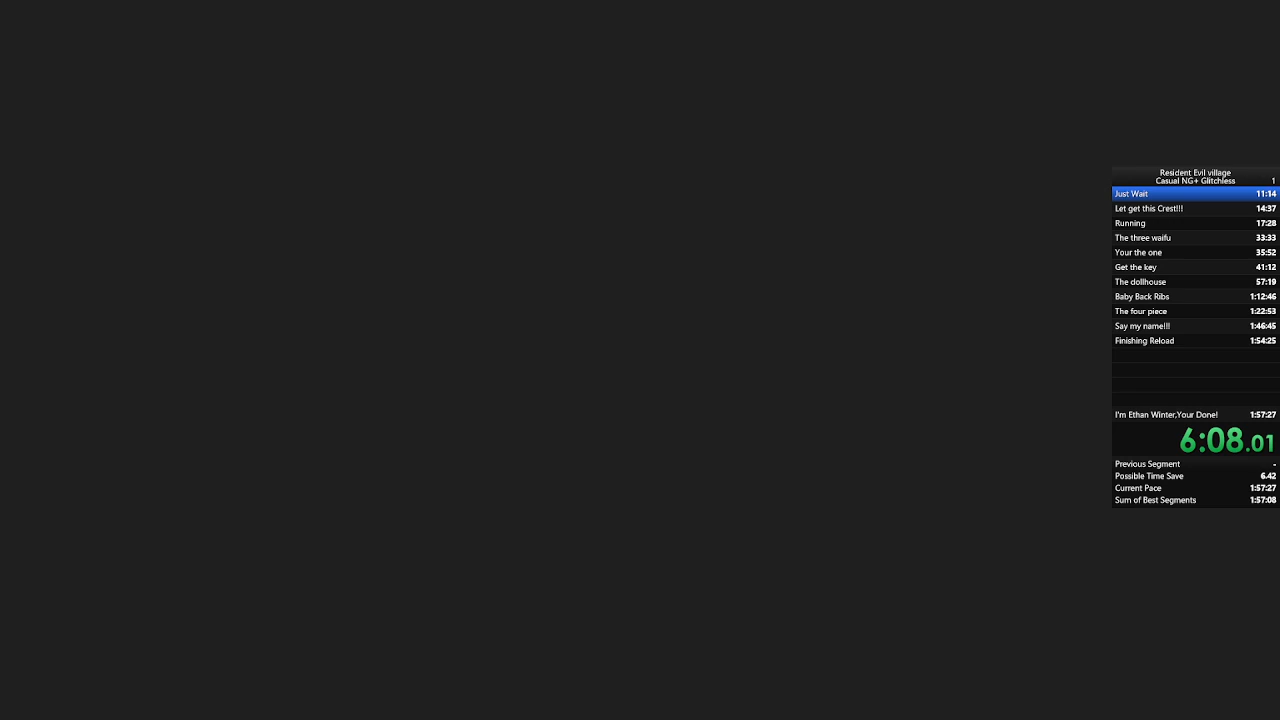 Resident Evil village
Casual NG+ Glitchless 1
Just Wait 11:14
Let get this Crest!!! 14:37
Running 17:28
The three waifu 33:33
Your the one 35:52
Get the key 41:12
The dollhouse 57:19
Baby Back Ribs 1:12:46
The four piece 1:22:53
Say my name!!! 1:46:45
Finishing Reload 1:54:25
I'm Ethan Winter,Your Done! 1:57:27
6:08.01
Previous Segment -
Possible Time Save 6.42
Current Pace 1:57:27
Sum of Best Segments 1:57:08